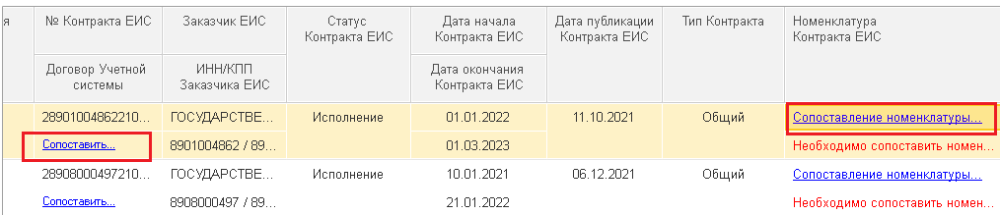 я
№ Контракта ЕИС
Заказчик ЕИС
Статус
Контракта ЕИС
Дата начала
Контракта ЕИС
Дата публикации
Контракта ЕИС
Тип Контракта
Номенклатура
Контракта ЕИС
Договор Учетной
системы
ИНН/КПП
Заказчика ЕИС
Дата окончания
Контракта ЕИС
28901004862210...
ГОСУДАРСТВЕ...
Исполнение
01.01.2022
11.10.2021
Общий
Сопоставление номенклатуры...
Сопоставить...
8901004862 / 89...
01.03.2023
Необходимо сопоставить номен...
28908000497210...
ГОСУДАРСТВЕ...
Исполнение
10.01.2021
06.12.2021
Общий
Сопоставление номенклатуры...
Сопоставить...
8908000497 / 89...
21.01.2022
Необходимо сопоставить номен...